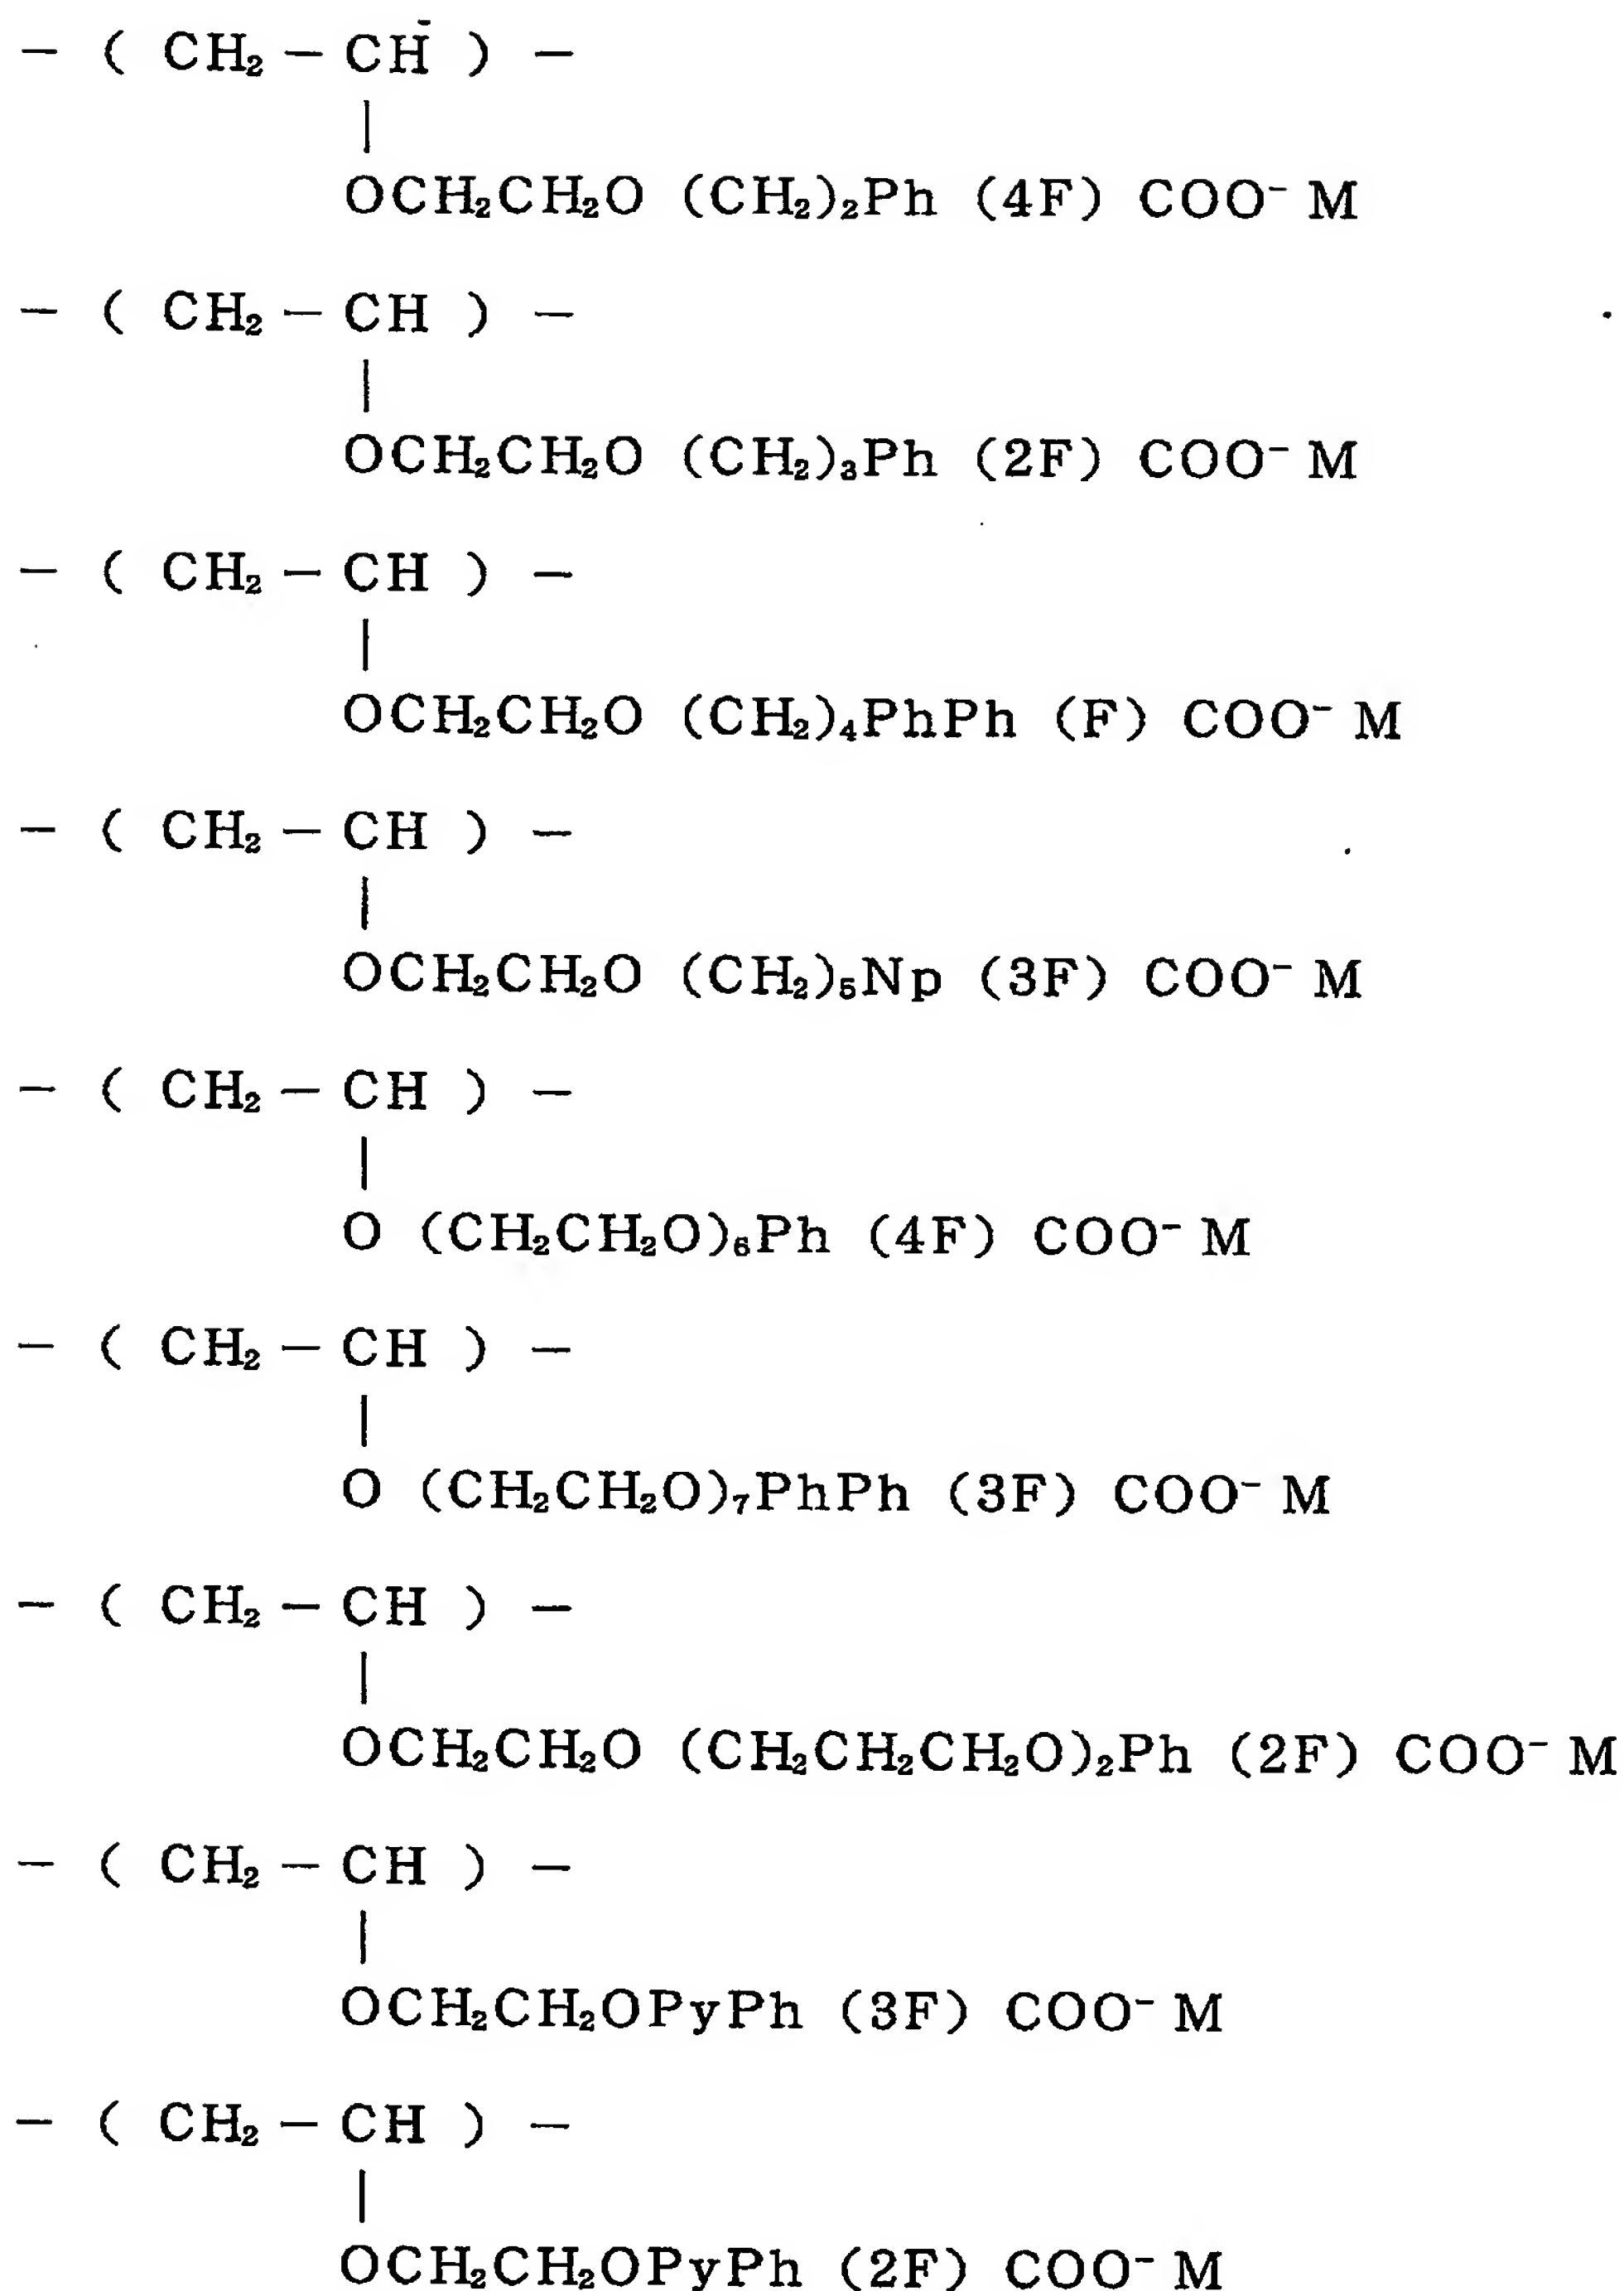 — ( CH₂ — CH ) —
|
OCH₂CH₂O (CH₂)₂Ph (4F) COO⁻ M
— ( CH₂ — CH ) —
|
OCH₂CH₂O (CH₂)₃Ph (2F) COO⁻ M
— ( CH₂ — CH ) —
|
OCH₂CH₂O (CH₂)₄PhPh (F) COO⁻ M
— ( CH₂ — CH ) —
|
OCH₂CH₂O (CH₂)₅Np (3F) COO⁻ M
— ( CH₂ — CH ) —
|
O (CH₂CH₂O)₆Ph (4F) COO⁻ M
— ( CH₂ — CH ) —
|
O (CH₂CH₂O)₇PhPh (3F) COO⁻ M
— ( CH₂ — CH ) —
|
OCH₂CH₂O (CH₂CH₂CH₂O)₂Ph (2F) COO⁻ M
— ( CH₂ — CH ) —
|
OCH₂CH₂OPyPh (3F) COO⁻ M
— ( CH₂ — CH ) —
|
OCH₂CH₂OPyPh (2F) COO⁻ M